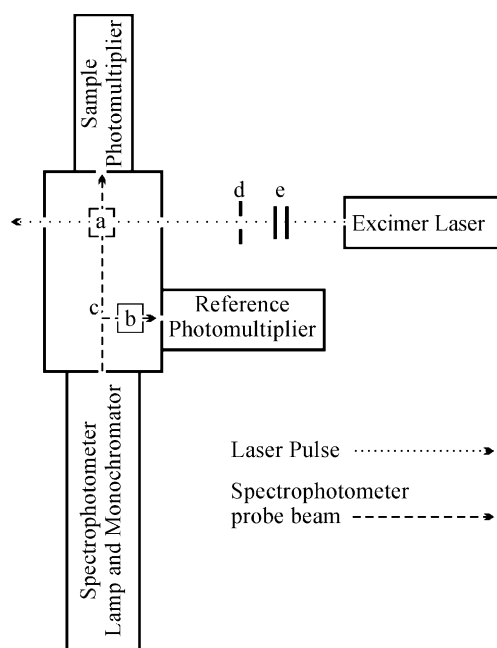 Sample
Photomultiplier
d
e
a
Excimer Laser
c
b
Reference
Photomultiplier
Spectrophotometer
Lamp and Monochromator
Laser Pulse
Spectrophotometer
probe beam